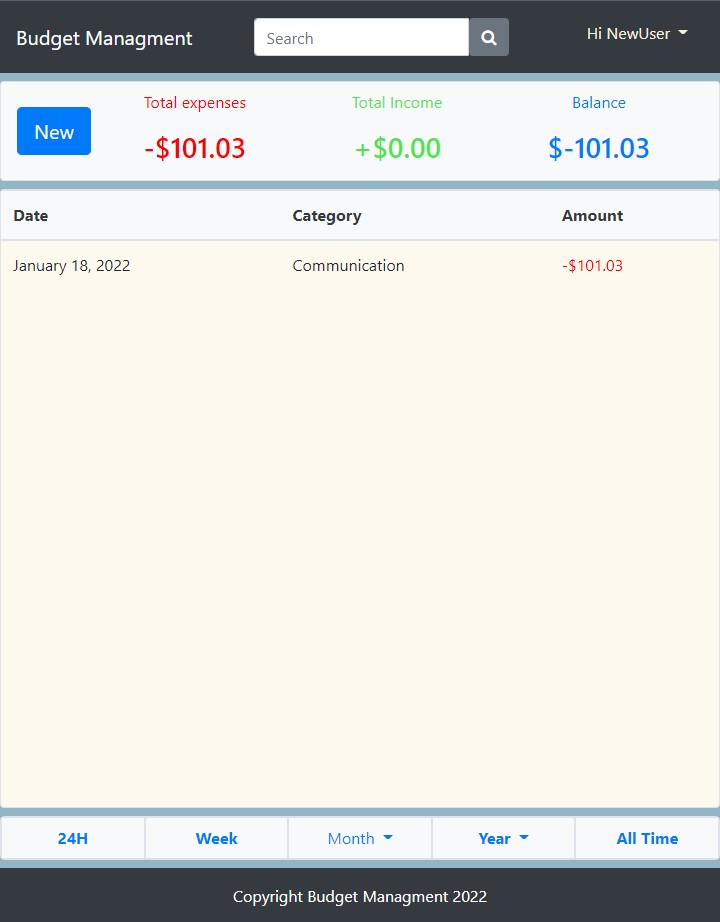 Budget Managment
Search
Hi NewUser
New
Total expenses
Total Income
Balance
-$101.03
+$0.00
$-101.03
Date Category Amount
January 18, 2022 Communication -$101.03
24H Week Month Year All Time
Copyright Budget Managment 2022